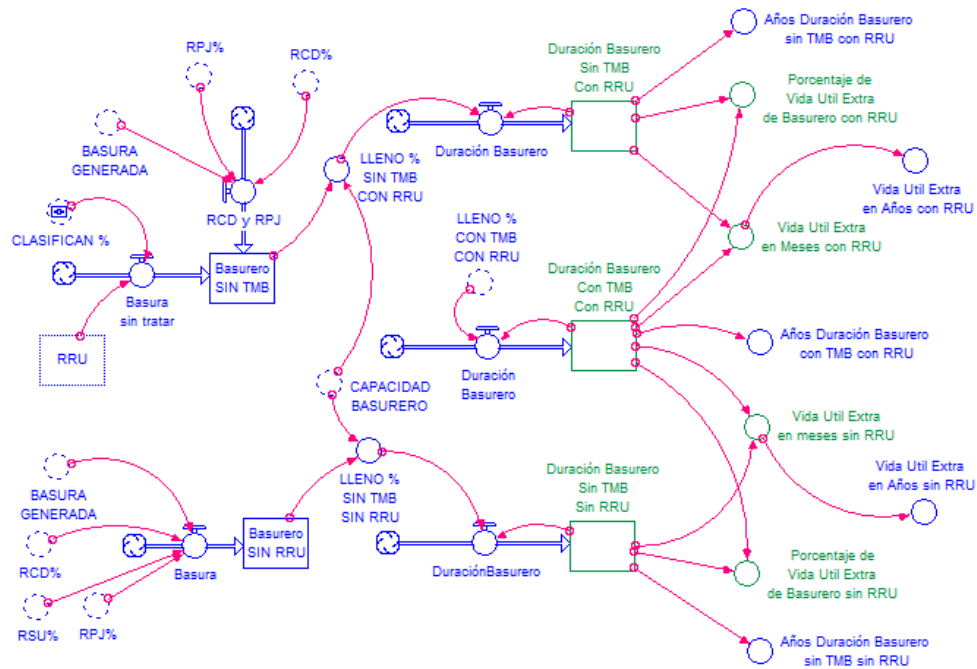 RPJ%
RCD%
BASURA
GENERADA
CLASIFICAN %
RCD y RPJ
Basurero
SIN TMB
Basura
sin tratar
RRU
LLENO %
SIN TMB
CON RRU
Duración Basurero
Duración Basurero
Sin TMB
Con RRU
Años Duración Basurero
sin TMB con RRU
Porcentaje de
Vida Util Extra
de Basurero con RRU
Vida Util Extra
en Años con RRU
Vida Util Extra
en Meses con RRU
LLENO %
CON TMB
CON RRU
Duración Basurero
Con TMB
Con RRU
Duración
Basurero
Años Duración Basurero
con TMB con RRU
CAPACIDAD
BASURERO
Vida Util Extra
en meses sin RRU
Vida Util Extra
en Años sin RRU
BASURA
GENERADA
RCD%
RSU%
RPJ%
Basura
Basurero
SIN RRU
LLENO %
SIN TMB
SIN RRU
DuraciónBasurero
Duración Basurero
Sin TMB
Sin RRU
Porcentaje de
Vida Util Extra
de Basurero sin RRU
Años Duración Basurero
sin TMB sin RRU